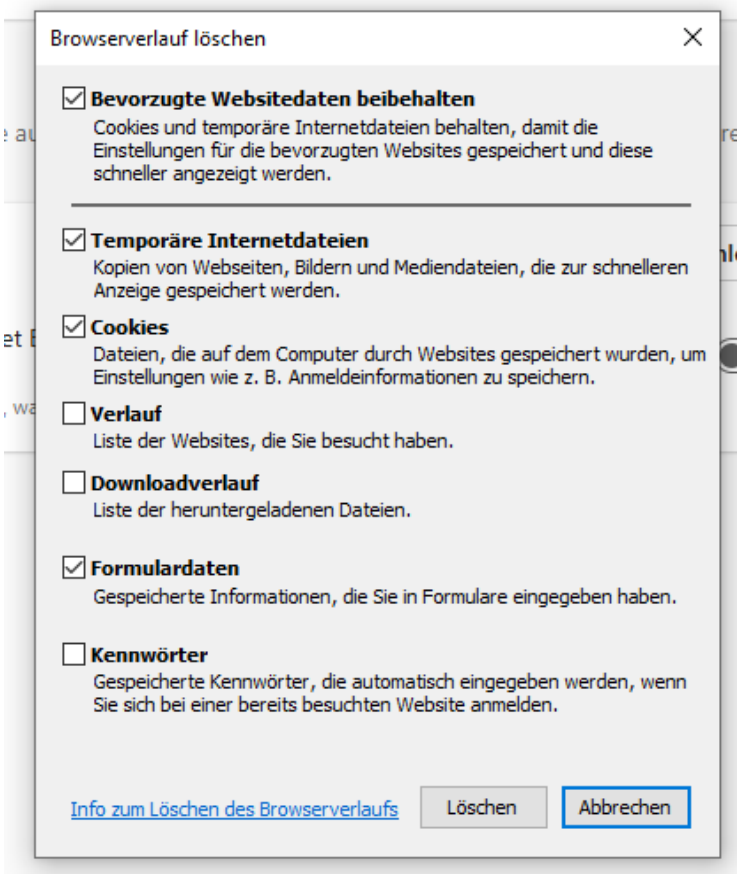 Browserverlauf löschen
Bevorzugte Websitedaten beibehalten
Cookies und temporäre Internetdateien behalten, damit die
Einstellungen für die bevorzugten Websites gespeichert und diese
schneller angezeigt werden.
Temporäre Internetdateien
Kopien von Webseiten, Bildern und Mediendateien, die zur schnelleren
Anzeige gespeichert werden.
Cookies
Dateien, die auf dem Computer durch Websites gespeichert wurden, um
Einstellungen wie z. B. Anmeldeinformationen zu speichern.
Verlauf
Liste der Websites, die Sie besucht haben.
Downloadverlauf
Liste der heruntergeladenen Dateien.
Formulardaten
Gespeicherte Informationen, die Sie in Formulare eingegeben haben.
Kennwörter
Gespeicherte Kennwörter, die automatisch eingegeben werden, wenn
Sie sich bei einer bereits besuchten Website anmelden.
Info zum Löschen des Browserverlaufs Löschen Abbrechen